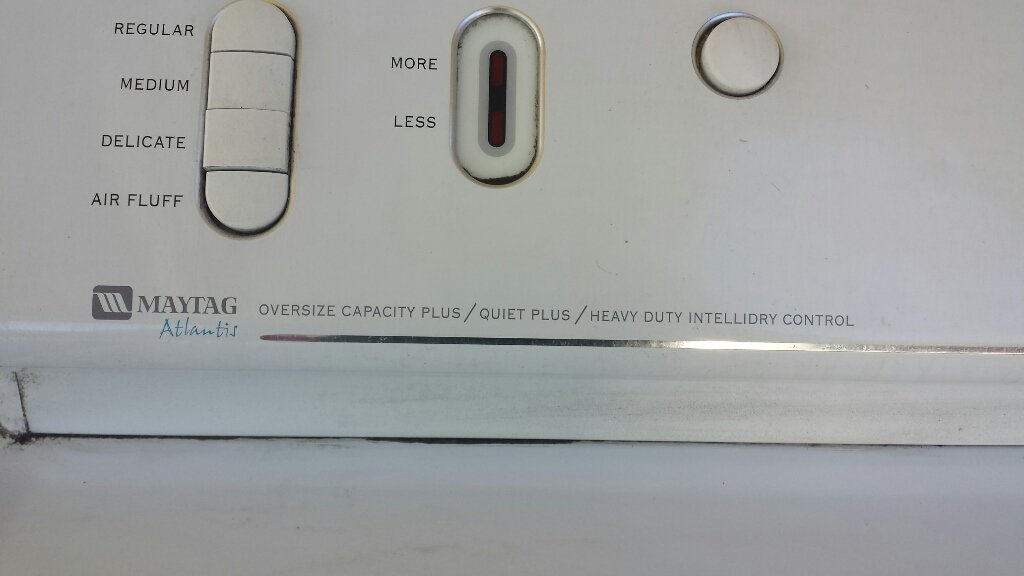 REGULAR
MEDIUM
DELICATE
AIR FLUFF
MORE
LESS
MAYTAG
Atlantis
OVERSIZE CAPACITY PLUS / QUIET PLUS / HEAVY DUTY INTELLIDRY CONTROL